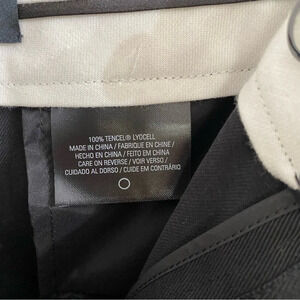 100% TENCEL® LYOCELL
MADE IN CHINA / FABRIQUE EN CHINE /
HECHO EN CHINA / FEITO EM CHINA
CARE ON REVERSE / VOIR VERSO /
CUIDADO AL DORSO / CUIDE EM CONTRÁRIO